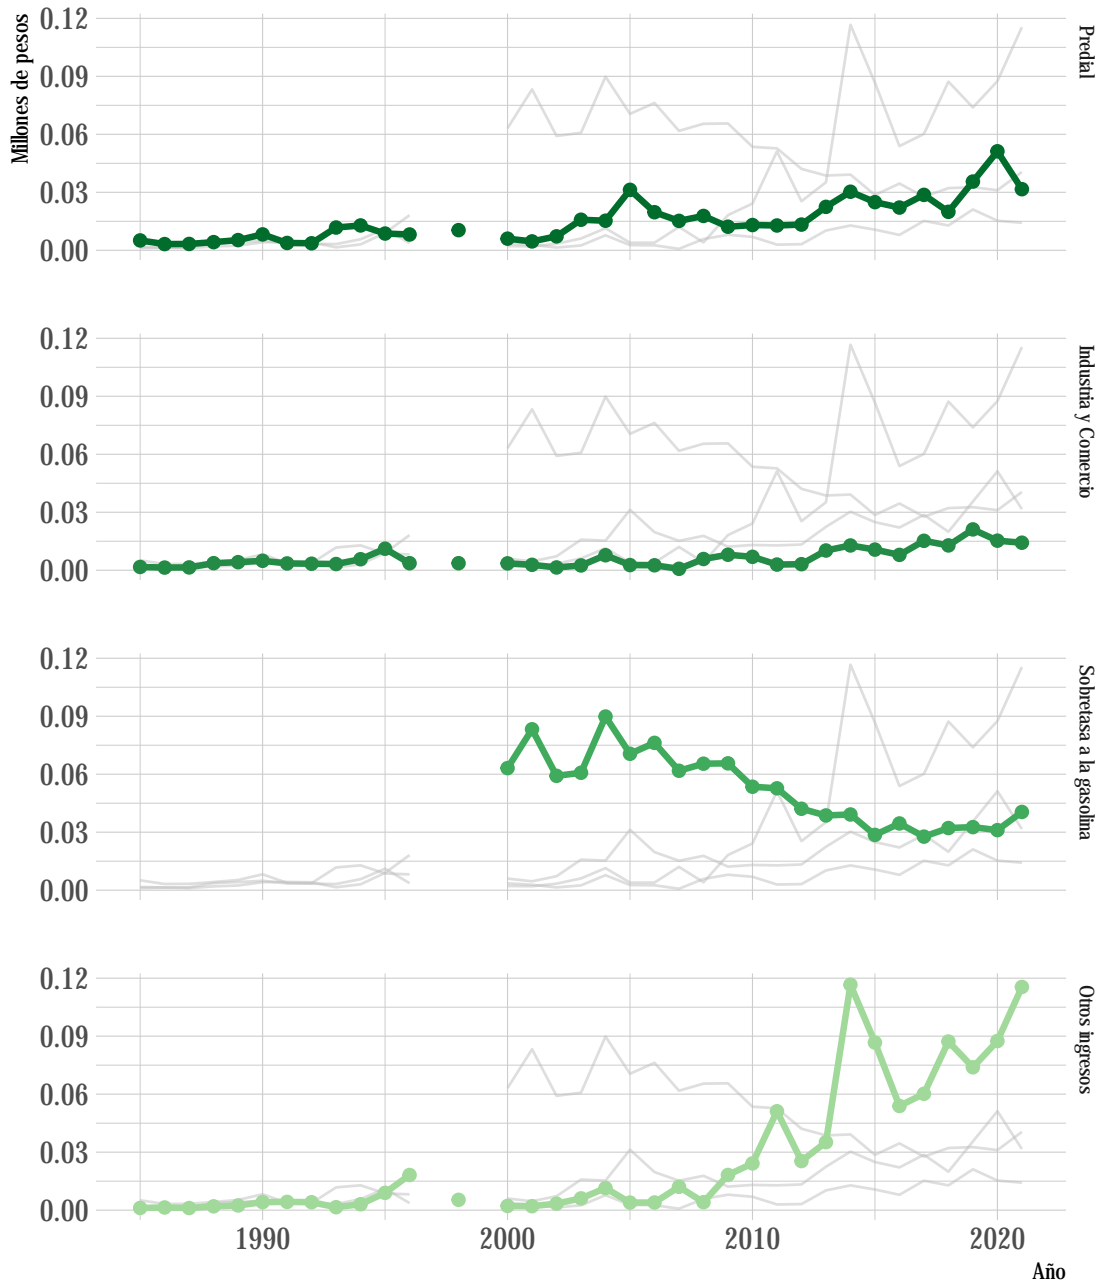 Millones de pesos
0.12
0.09
0.06
0.03
0.00
Predial
0.12
0.09
0.06
0.03
0.00
Industria y Comercio
0.12
0.09
0.06
0.03
0.00
Sobretasa a la gasolina
0.12
0.09
0.06
0.03
0.00
Otros ingresos
1990 2000 2010 2020
Año